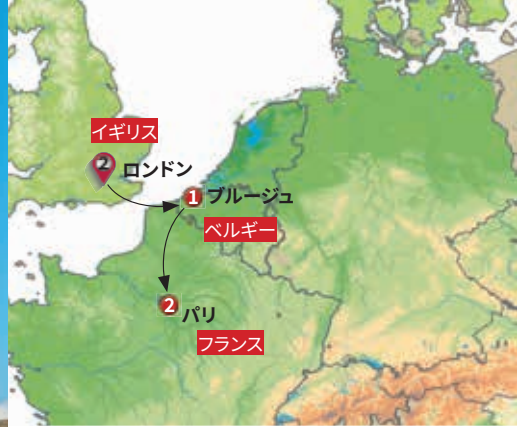 イギリス
2 ロンドン
1 ブルージュ
ベルギー
2 パリ
フランス